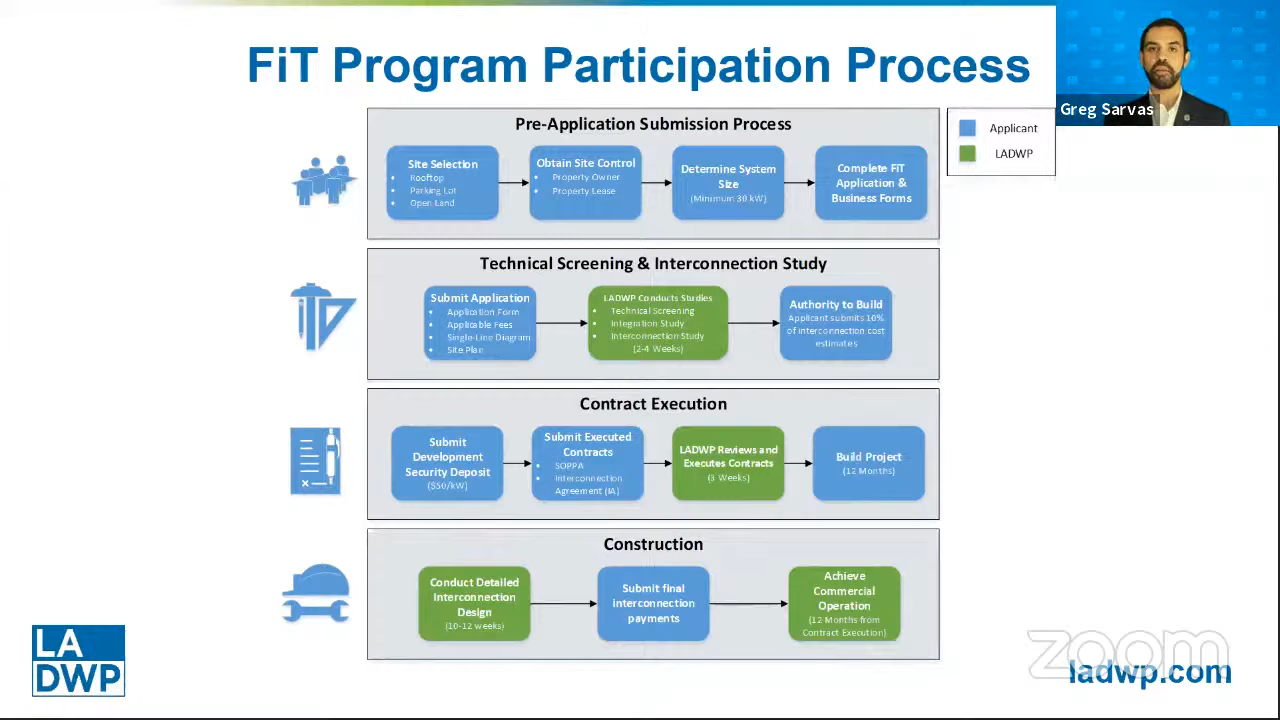 FiT Program Participation Process
Greg Sarvas
Applicant
LADWP
Pre-Application Submission Process
Site Selection
• Rooftop
• Parking Lot
• Open Land
Obtain Site Control
• Property Owner
• Property Lease
Determine System
Size
(Minimum 30 kW)
Complete FiT
Application &
Business Forms
Technical Screening & Interconnection Study
Submit Application
• Application Form
• Applicable Fees
• Single-Line Diagram
• Site Plan
LADWP Conducts Studies
• Technical Screening
• Integration Study
• Interconnection Study
(2-4 Weeks)
Authority to Build
Applicant submits 10%
of interconnection cost
estimates
Contract Execution
Submit
Development
Security Deposit
($50/kW)
Submit Executed
Contracts
• SOPPA
• Interconnection
Agreement (IA)
LADWP Reviews and
Executes Contracts
(3 Weeks)
Build Project
(12 Months)
Construction
Conduct Detailed
Interconnection
Design
(10-12 weeks)
Submit final
interconnection
payments
Achieve
Commercial
Operation
(12 Months from
Contract Execution)
LA
DWP
zoom
ladwp.com